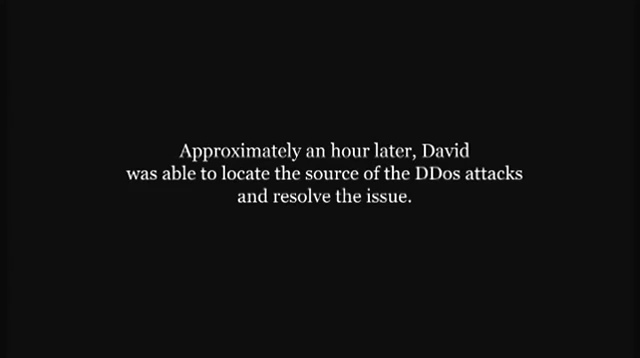 Approximately an hour later, David
was able to locate the source of the DDos attacks
and resolve the issue.